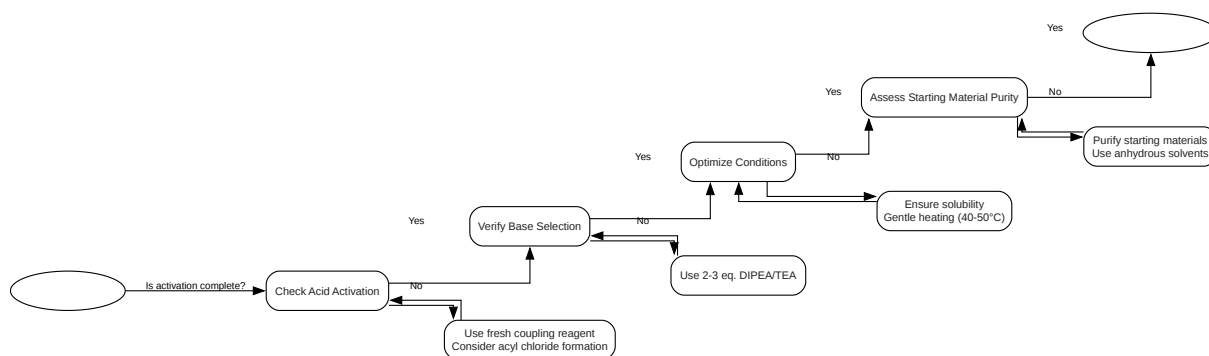 Is activation complete?
Check Acid Activation
Yes
No
Use fresh coupling reagent
Consider acyl chloride formation
Verify Base Selection
Yes
No
Use 2-3 eq. DIPEA/TEA
Optimize Conditions
Yes
No
Ensure solubility
Gentle heating (40-50°C)
Assess Starting Material Purity
Yes
No
Purify starting materials
Use anhydrous solvents